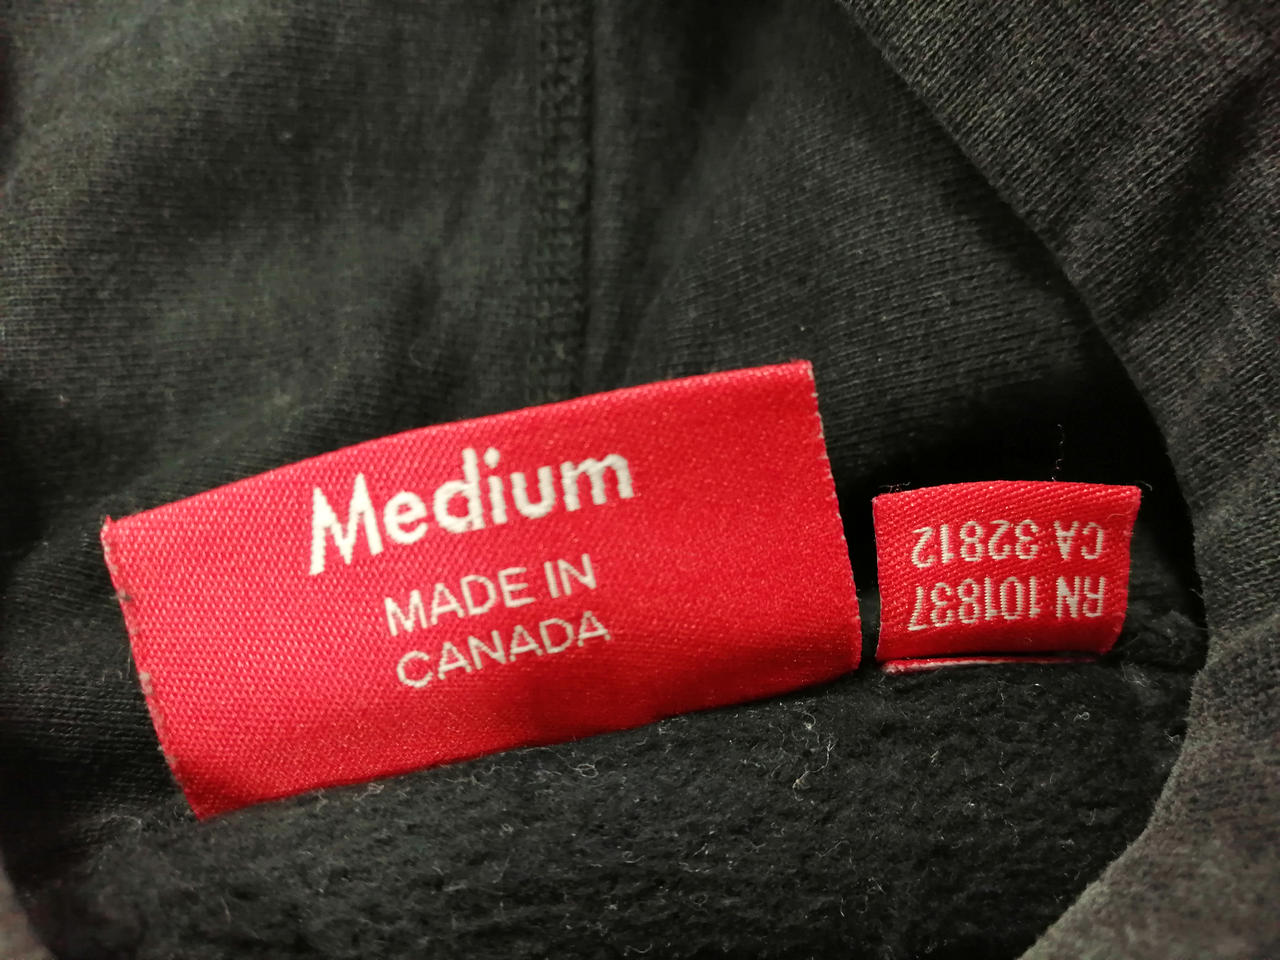 Medium
MADE IN
CANADA
RN 101837
CA 32812